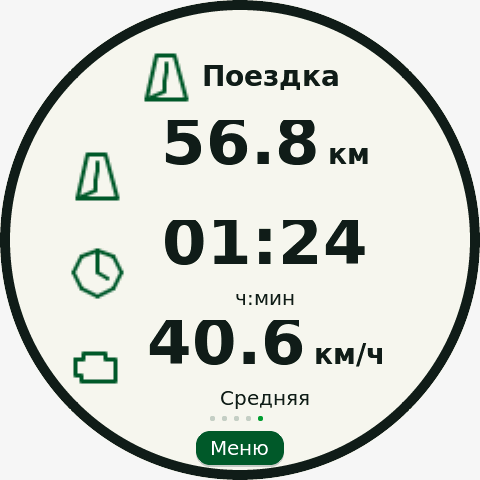 Поездка
56.8 км
01:24
ч:мин
40.6 км/ч
Средняя
Меню